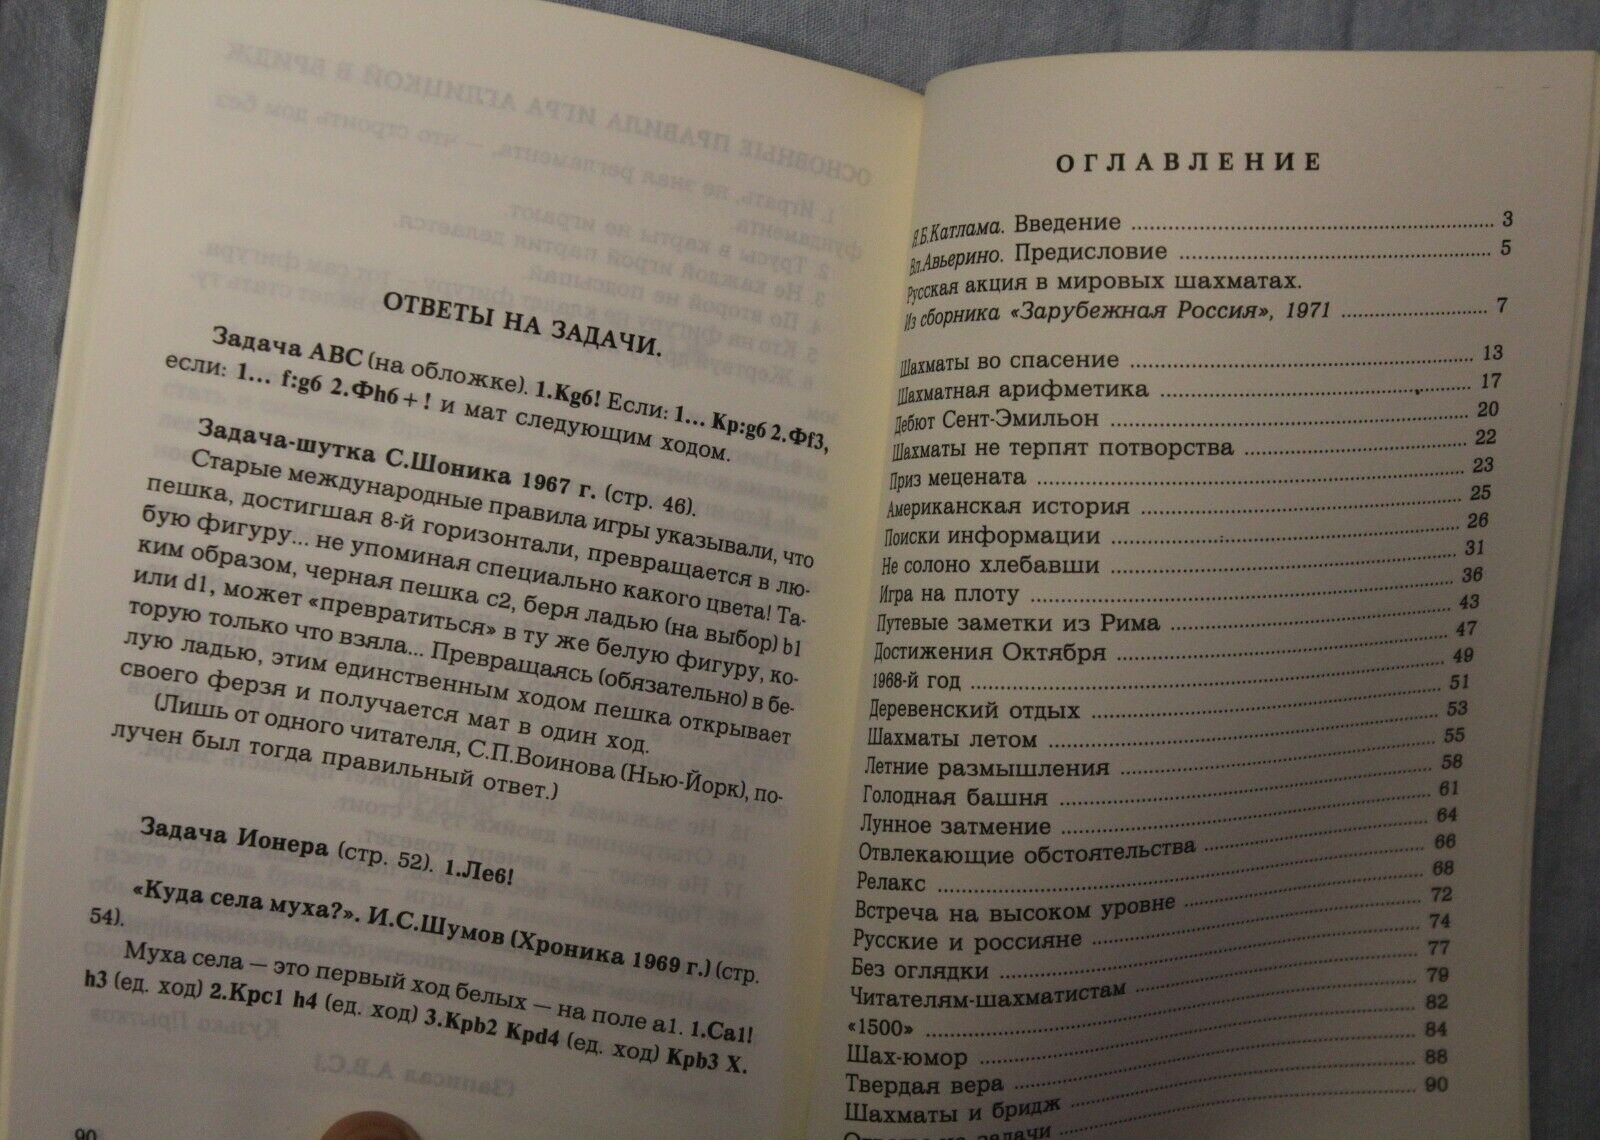 ОТВЕТЫ НА ЗАДАЧИ.
Задача АВС (на обложке). 1.Kg6! Если: 1... Кр:g6 2.Фf3,
если: 1... f:g6 2.Фh6+! и мат следующим ходом.
Задача-шутка С.Шоника 1967 г. (стр. 46).
Старые международные правила игры указывали, что
пешка, достигшая 8-й горизонтали, превращается в лю-
бую фигуру... не упоминая специально какого цвета! Та-
ким образом, черная пешка с2, беря ладью (на выбор) b1
или d1, может «превратиться» в ту же белую фигуру, ко-
торую только что взяла... Превращаясь (обязательно) в бе-
лую ладью, этим единственным ходом пешка открывает
своего ферзя и получается мат в один ход.
(Лишь от одного читателя, С.П.Воинова (Нью-Йорк), по-
лучен был тогда правильный ответ.)
Задача Ионера (стр. 52). 1.Ле6!
«Куда села муха?». И.С.Шумов (Хроника 1969 г.) (стр.
54).
Муха села — это первый ход белых — на поле a1. 1.Ca1!
h3 (ед. ход) 2.Kpc1 h4 (ед. ход) 3.Kpb2 Kpd4 (ед. ход) Kpb3 X.
90
ОГЛАВЛЕНИЕ
Н.Б.Катлама. Введение 3
Вл.Авьерино. Предисловие 5
Русская акция в мировых шахматах.
Из сборника «Зарубежная Россия», 1971 7
Шахматы во спасение 13
Шахматная арифметика 17
Дебют Сент-Эмильон 20
Шахматы не терпят потворства 22
Приз мецената 23
Американская история 25
Поиски информации 26
Не солоно хлебавши 31
Игра на плоту 36
Путевые заметки из Рима 43
Достижения Октября 47
1968-й год 49
Деревенский отдых 51
Шахматы летом 53
Летние размышления 55
Голодная башня 58
Лунное затмение 61
Отвлекающие обстоятельства 64
Релакс 66
Встреча на высоком уровне 68
Русские и россияне 72
Без оглядки 74
Читателям-шахматистам 77
«1500» 79
Шах-юмор 82
Твердая вера 84
Шахматы и бридж 88
Ответы на задачи 90